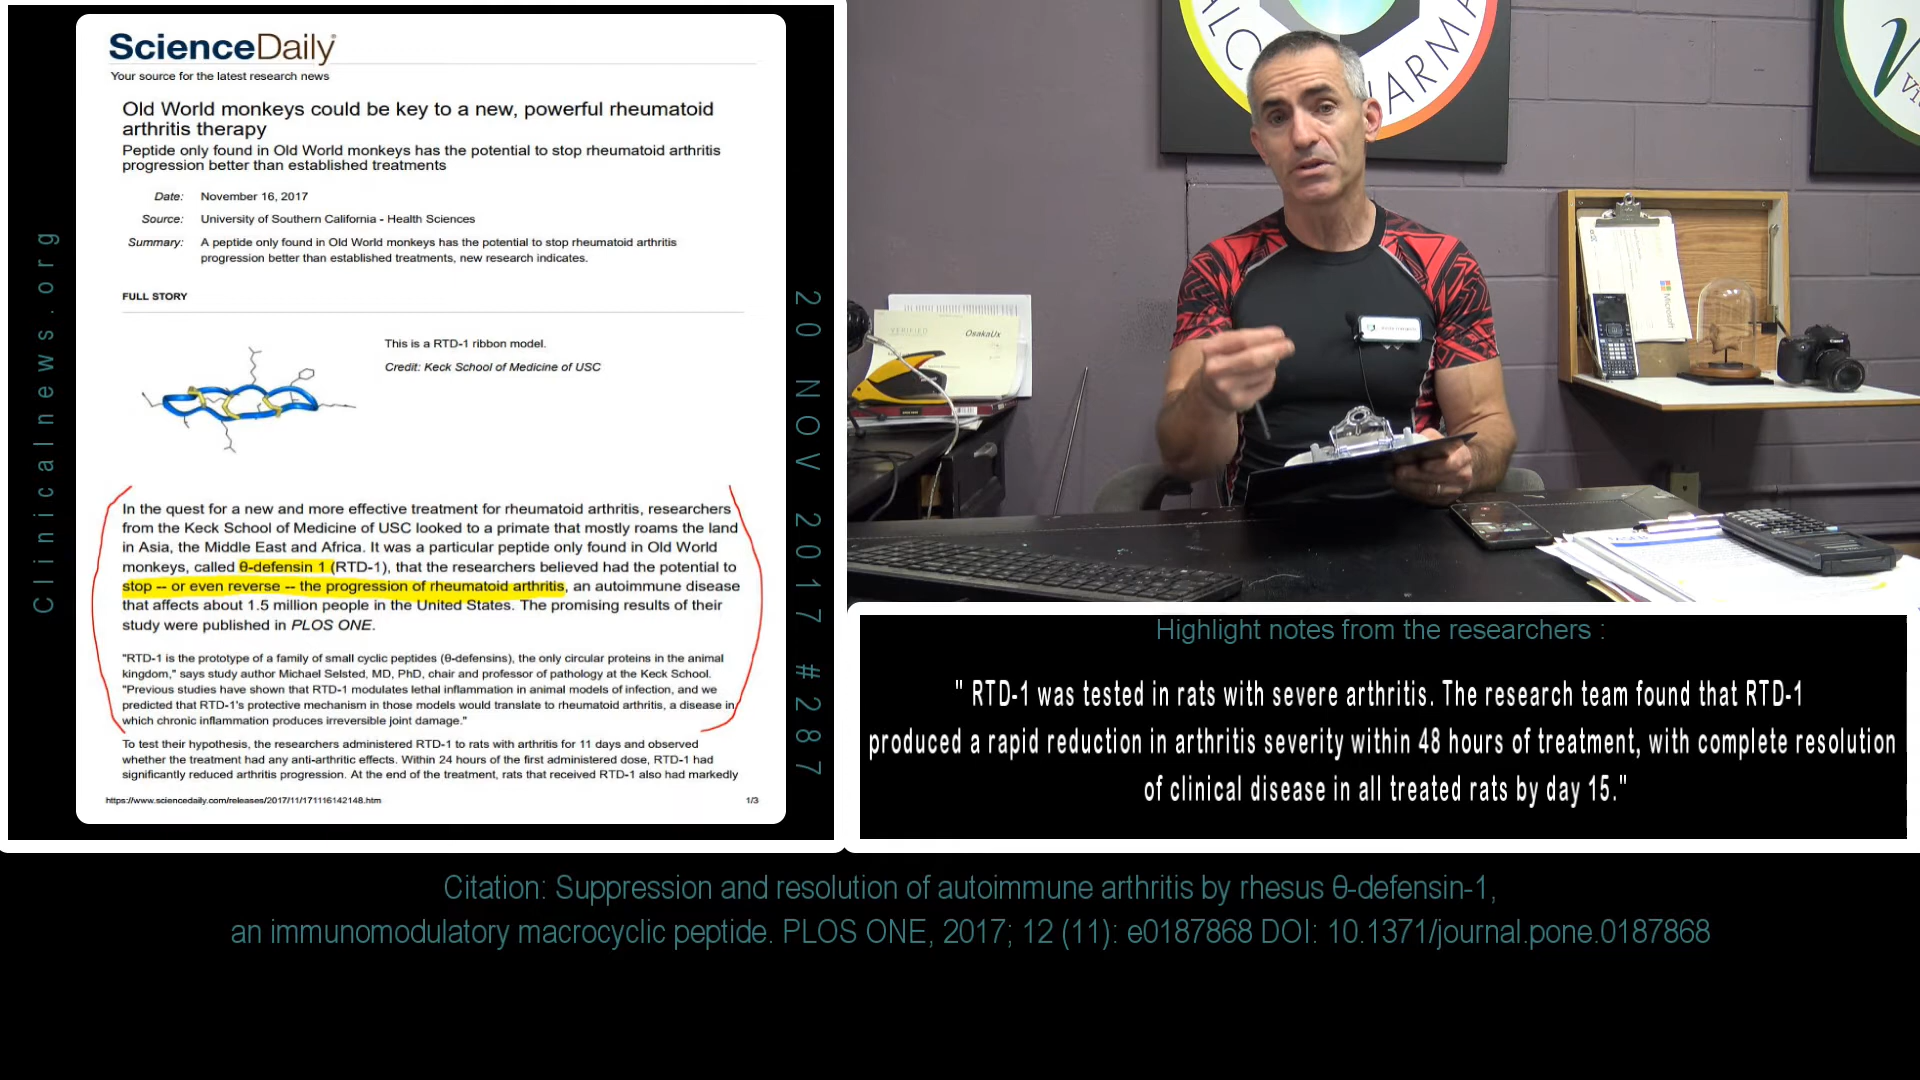 Clinicalnews.org
ScienceDaily
Your source for the latest research news
Old World monkeys could be key to a new, powerful rheumatoid
arthritis therapy
Peptide only found in Old World monkeys has the potential to stop rheumatoid arthritis
progression better than established treatments
Date: November 16, 2017
Source: University of Southern California - Health Sciences
Summary: A peptide only found in Old World monkeys has the potential to stop rheumatoid arthritis
progression better than established treatments, new research indicates.
FULL STORY
This is a RTD-1 ribbon model.
Credit: Keck School of Medicine of USC
In the quest for a new and more effective treatment for rheumatoid arthritis, researchers
from the Keck School of Medicine of USC looked to a primate that mostly roams the land
in Asia, the Middle East and Africa. It was a particular peptide only found in Old World
monkeys, called θ-defensin 1 (RTD-1), that the researchers believed had the potential to
stop -- or even reverse -- the progression of rheumatoid arthritis, an autoimmune disease
that affects about 1.5 million people in the United States. The promising results of their
study were published in PLOS ONE.
"RTD-1 is the prototype of a family of small cyclic peptides (θ-defensins), the only circular proteins in the animal
kingdom," says study author Michael Selsted, MD, PhD, chair and professor of pathology at the Keck School.
"Previous studies have shown that RTD-1 modulates lethal inflammation in animal models of infection, and we
predicted that RTD-1's protective mechanism in those models would translate to rheumatoid arthritis, a disease in
which chronic inflammation produces irreversible joint damage."
To test their hypothesis, the researchers administered RTD-1 to rats with arthritis for 11 days and observed
whether the treatment had any anti-arthritic effects. Within 24 hours of the first administered dose, RTD-1 had
significantly reduced arthritis progression. At the end of the treatment, rats that received RTD-1 also had markedly
https://www.sciencedaily.com/releases/2017/11/171116142148.htm 1/3
20 NOV 2017 #287
ALC
HARMA
Vi
VERIFIED
OsakaUx
Microsoft
Canon
Highlight notes from the researchers :
" RTD-1 was tested in rats with severe arthritis. The research team found that RTD-1
produced a rapid reduction in arthritis severity within 48 hours of treatment, with complete resolution
of clinical disease in all treated rats by day 15."
Citation: Suppression and resolution of autoimmune arthritis by rhesus θ-defensin-1,
an immunomodulatory macrocyclic peptide. PLOS ONE, 2017; 12 (11): e0187868 DOI: 10.1371/journal.pone.0187868